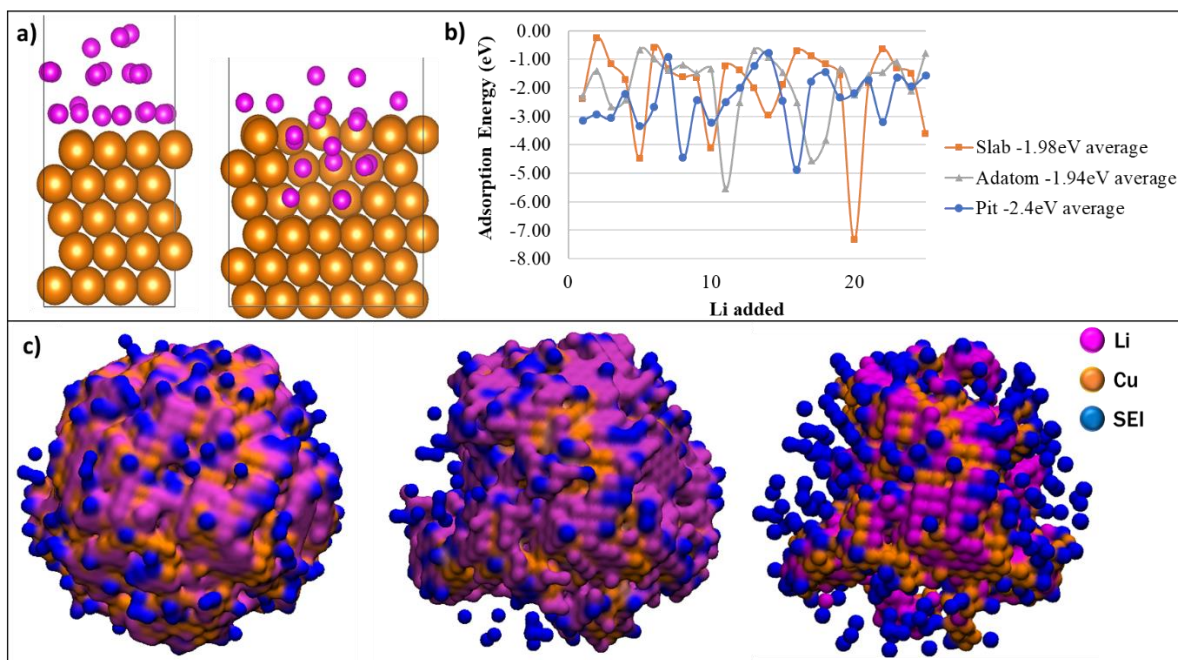 a)
b)
0.00
-1.00
-2.00
-3.00
-4.00
-5.00
-6.00
-7.00
-8.00
Adsorption Energy (eV)
0 10 20
Li added
Slab -1.98eV average
Adatom -1.94eV average
Pit -2.4eV average
c)
Li
Cu
SEI